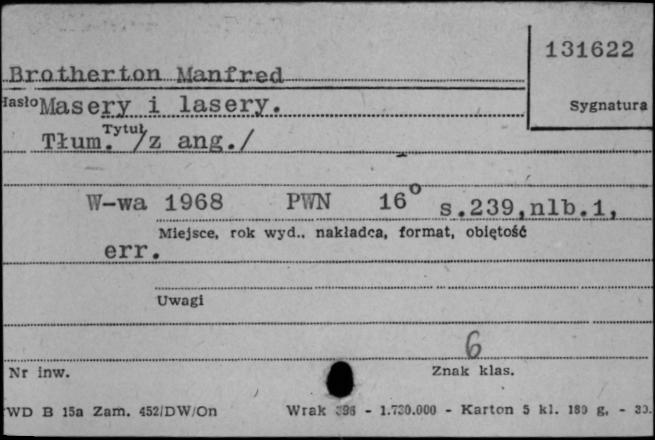 131622
Brotherton Manfred
Hasło Masery i lasery.
Sygnatura
Tytuł
Tłum. /z ang./
W-wa 1968 PWN 16° s.239,nlb.1,
Miejsce, rok wyd., nakładca, format, objętość
err.
Uwagi
6
Nr inw. Znak klas.
WD B 15a Zam. 452/DW/On Wrak 396 - 1.730.000 - Karton 5 kl. 180 g. - 30.